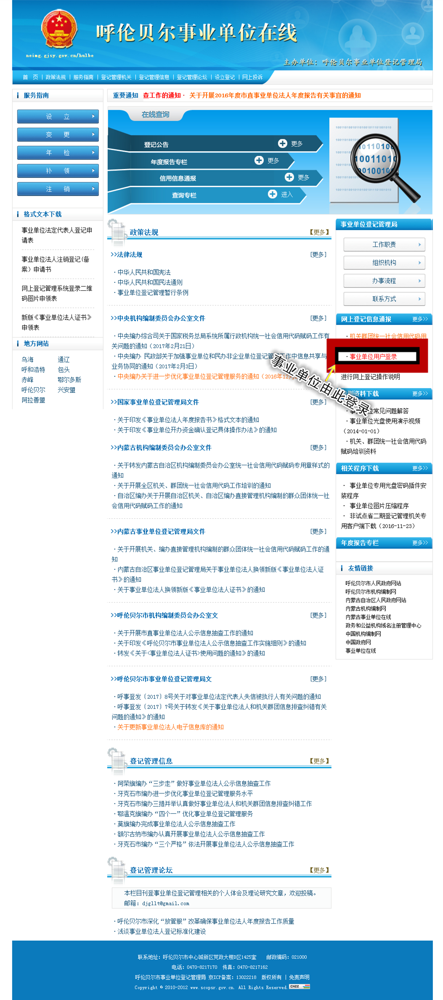 呼伦贝尔事业单位在线
neimg.gjsy.gov.cn/hulbe
主办单位：呼伦贝尔事业单位登记管理局
首 页 | 政策法规 | 服务指南 | 登记管理机关 | 登记管理信息 | 登记管理论坛 | 设立登记 | 网上投诉
服务指南
设 立
变 更
年 检
补 领
注 销
格式文本下载
事业单位法定代表人登记申
请表
事业单位法人注销登记(备
案）申请书
网上登记管理系统登录二维
码图片申领表
新版《事业单位法人证书》
申领表
地方网站
乌海 通辽
呼和浩特 包头
赤峰 鄂尔多斯
呼伦贝尔 兴安盟
阿拉善盟
重要通知 查工作的通知 · 关于开展2016年度市直事业单位法人年度报告有关事宜的通知
在线查询
登记公告 更多
年度报告专栏 更多
信用信息通报 更多
查询专栏 进入
政策法规 【更多】
>>法律法规 [更多]
· 中华人民共和国宪法
· 中华人民共和国民法通则
· 事业单位登记管理暂行条例
>>中央机构编制委员会办公室文件 [更多]
· 中央编办综合司关于国家税务总局系统所属行政机构统一社会信用代码赋码工作有
关问题的通知（2017年2月21日）
· 中央编办 民政部关于加强事业单位和民办非企业单位登记管 工作中信息共享与
业务协同的通知（2017年2月3日）
· 中央编办关于进一步优化事业单位登记管理服务的通知（2016年12月
>>国家事业单位登记管理局文件 [更多]
· 关于印发《事业单位法人年度报告书》格式文本的通知
· 关于印发《事业单位开办资金确认登记具体操作办法》的通知
>>内蒙古机构编制委员会办公室文件 [更多]
· 关于转发内蒙古自治区机构编制委员会办公室统一社会信用代码赋码专用章样式的
通知
· 关于开展全区机关、群团统一社会信用代码工作培训的通知
· 自治区编办关于开展自治区机关、自治区编办直接管理机构编制的群众团体统一社
会信用代码赋码工作的通知
>>内蒙古事业单位登记管理局文件 [更多]
· 关于开展机关、编办直接管理机构编制的群众团体统一社会信用代码赋码工作的通
知
· 内蒙古自治区事业单位登记管理局关于事业单位法人换领新版《事业单位法人证
书》的通知
· 关于事业单位法人换领新版《事业单位法人证书》的通知
>>呼伦贝尔市机构编制委员会办公室文 [更多]
· 关于开展市直事业单位法人公示信息抽查工作的通知
· 关于印发《呼伦贝尔市事业单位法人公示信息抽查工作实施细则》的通知
· 转发《关于<事业单位法人证书>使用问题的通知》的通知
>>呼伦贝尔市事业单位登记管理局文 [更多]
· 呼事登发〔2017〕8号关于对事业单位法定代表人失信被执行人有关问题的通知
· 呼事登发〔2017〕7号关于转发《关于事业单位法人和机关群团信息排查纠错有关
问题的通知》的通知
· 关于更新事业单位法人电子信息库的通知
登记管理信息 【更多】
· 阿荣旗编办“三步走”做好事业单位法人公示信息抽查工作
· 牙克石市编办进一步优化事业单位登记管理服务水平
· 牙克石市编办三措并举认真做好事业单位法人和机关群团信息排查纠错工作
· 鄂温克旗编办“四个一”优化事业单位登记管理服务
· 莫旗编办完成事业单位法人公示信息抽查工作
· 额尔古纳市编办认真开展事业单位法人公示信息抽查工作
· 牙克石市编办“三个严格”依法开展事业单位法人公示信息抽查工作
登记管理论坛 【更多】
本栏目刊登事业单位登记管理相关的个人体会及理论研究文章，欢迎投稿。
邮箱：djgllt@gmail.com
· 呼伦贝尔市深化“放管服”改革确保事业单位法人年度报告工作质量
· 浅谈事业单位法人登记标准化建设
事业单位登记管理局
工作职责
组织机构
办事流程
联系方式
网上登记信息通报 更多>>
· 机关群团统一社会信用代码用
· 事业单位用户登录
进行网上登记操作说明
事业单位由此登录
训资料下载 更多>>
· 事 位常见问题解答
· 事业单位光盘使用演示视频
（2014-01-01）
· 机关、群团统一社会信用代码
赋码培训资料
相关程序下载 更多>>
· 事业单位专用光盘密码插件安
装程序
· 事业单位图片压缩程序
· 非试点省二期登记管理机关专
用客户端下载（2016-11-23）
年度报告专栏 更多>>
友情链接
呼伦贝尔市人民政府网站
呼伦贝尔市机构编制网
内蒙古自治区人民政府网站
内蒙古机构编制网
内蒙古事业单位在线
政务和公益机构域名注册管理中心
中国机构编制网
中国政府网
事业单位在线
联系地址：呼伦贝尔市中心城新区党政大楼D区1425室 邮政编码：021000
电话：0470-8217170 传真：0470-8217162
呼伦贝尔市事业单位登记管理局 京ICP备案：13022218 版权所有 | 免责声明
Copyright © 2010-2012 www.scopsr.gov.cn. All Rights Reserved. CNZZ